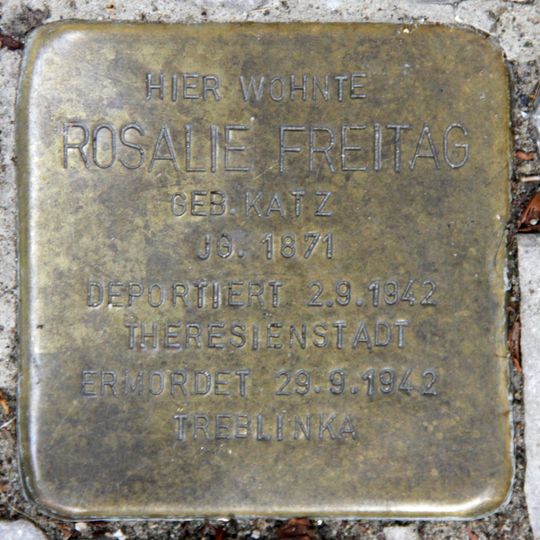 HIER WOHNTE
ROSALIE FREITAG
GEB. KATZ
JG. 1871
DEPORTIERT 2.9.1942
THERESIENSTADT
ERMORDET 29.9.1942
TREBLINKA